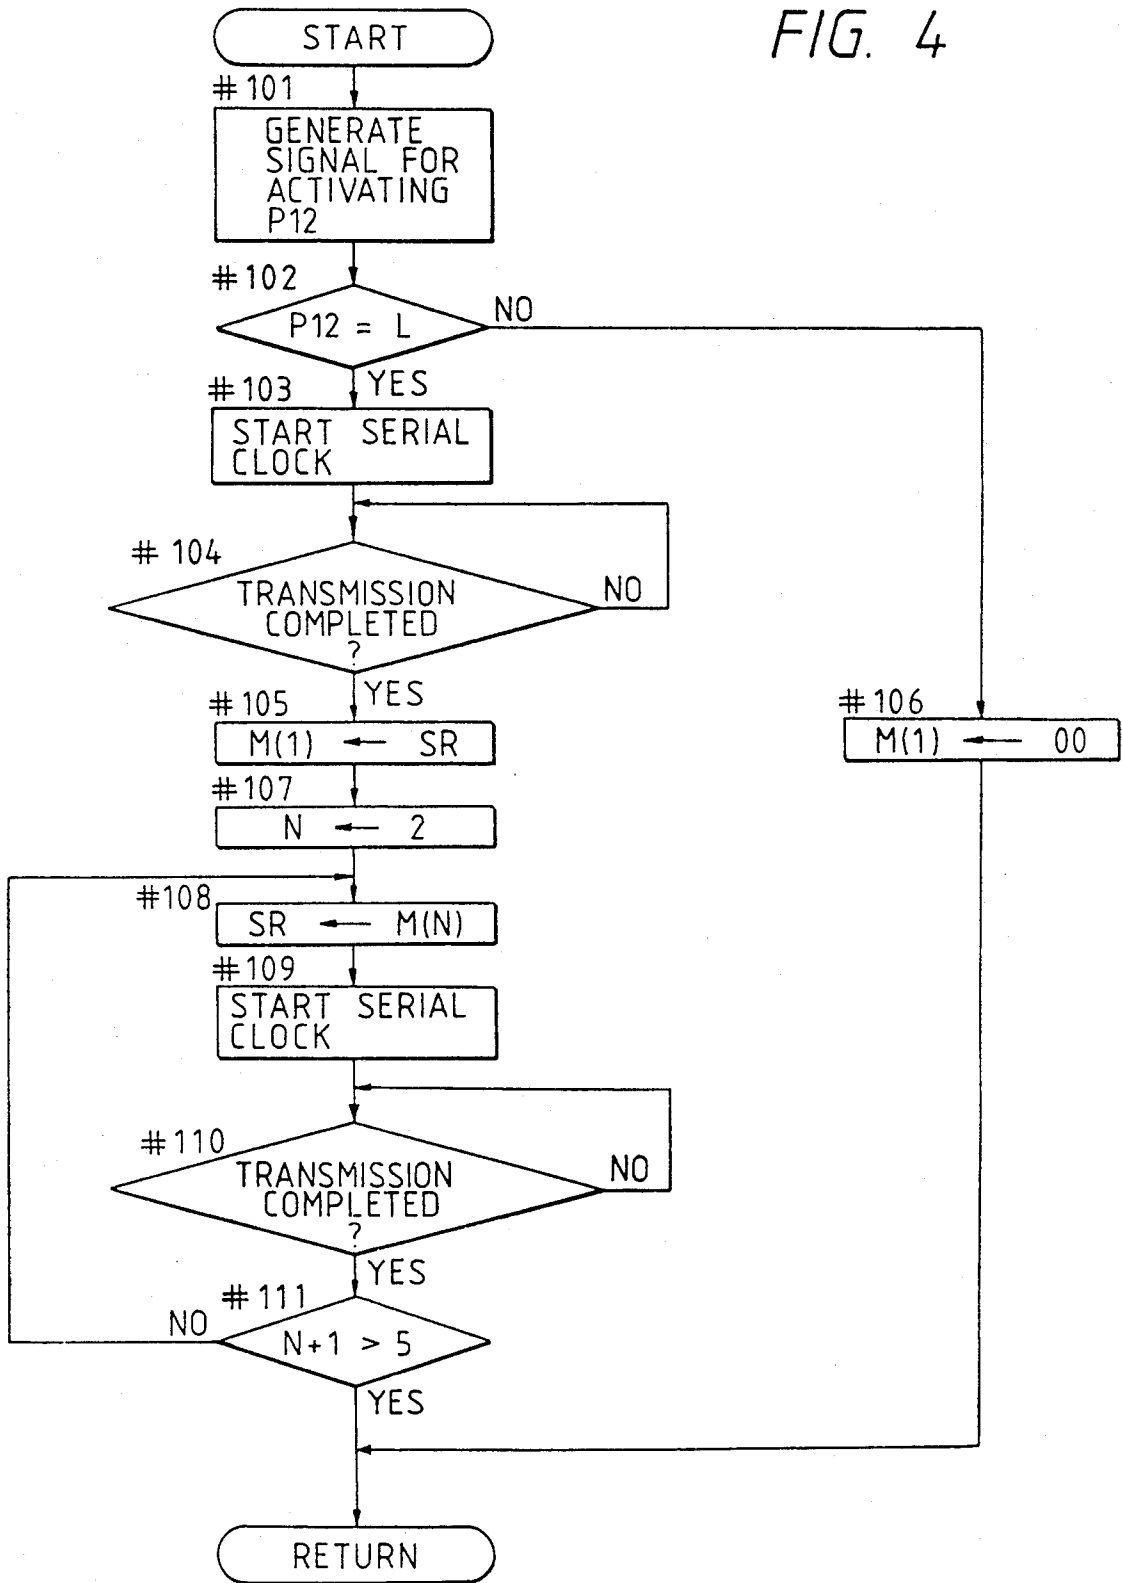 FIG. 4
START
#101
GENERATE
SIGNAL FOR
ACTIVATING
P12
#102
P12 = L
NO
YES
#103
START SERIAL
CLOCK
#104
TRANSMISSION
COMPLETED
?
NO
YES
#105
M(1) ← SR
#106
M(1) ← 00
#107
N ← 2
#108
SR ← M(N)
#109
START SERIAL
CLOCK
#110
TRANSMISSION
COMPLETED
?
NO
YES
#111
NO
N+1 > 5
YES
RETURN